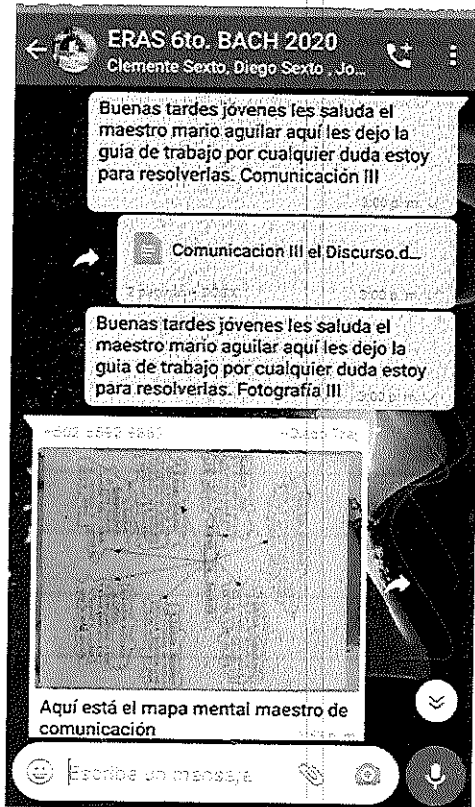 ERAS 6to. BACH 2020
Clemente Sexto, Diego Sexto , Jo...
Buenas tardes jóvenes les saluda el
maestro mario aguilar aquí les dejo la
guia de trabajo por cualquier duda estoy
para resolverlas. Comunicación III
Comunicacion III el Discurso.d...
Buenas tardes jóvenes les saluda el
maestro mario aguilar aquí les dejo la
guia de trabajo por cualquier duda estoy
para resolverlas. Fotografía III
Aquí está el mapa mental maestro de
comunicación
Escriba un mensaje